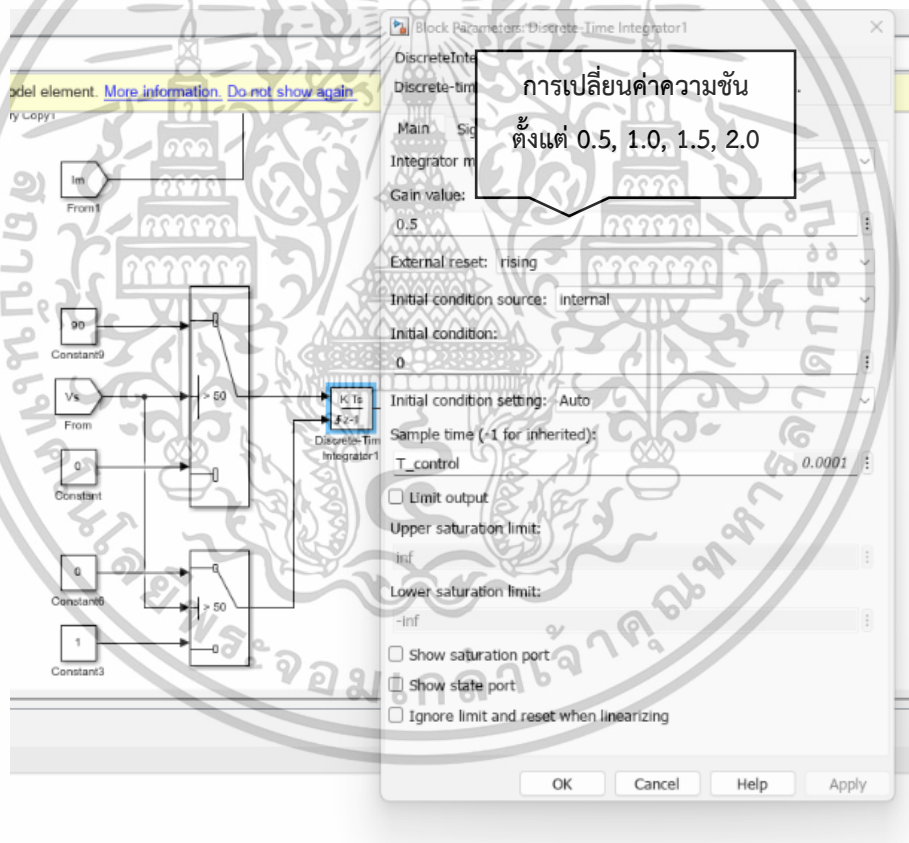 Block Parameters: Discrete-Time Integrator1
DiscreteInte
Discrete-tim
การเปลี่ยนค่าความชัน
ตั้งแต่ 0.5, 1.0, 1.5, 2.0
odel element. More information. Do not show again
ry Copy1
Main Sig
Integrator m
Gain value:
0.5
External reset: rising
Initial condition source: internal
Initial condition:
0
Initial condition setting: Auto
Sample time (-1 for inherited):
T_control 0.0001
Limit output
Upper saturation limit:
inf
Lower saturation limit:
-inf
Show saturation port
Show state port
Ignore limit and reset when linearizing
OK Cancel Help Apply
Im
From1
90
Constant9
Vs
From
> 50
0
Constant
K Ts
z-1
Discrete-Tim
Integrator1
0
Constant6
> 50
1
Constant3